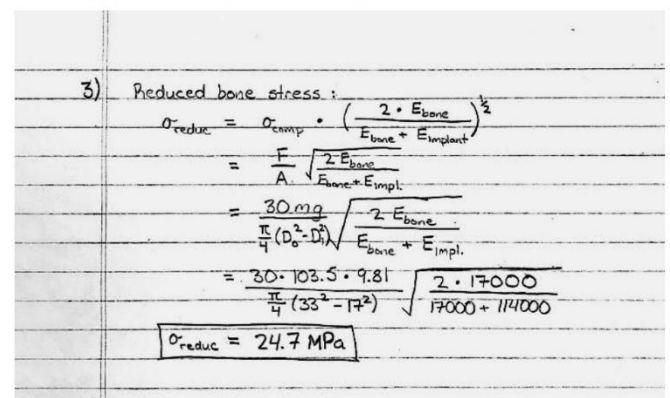 3) Reduced bone stress :
σreduc = σcomp • (2 • Ebone / Ebone + EImplant)^½
= F/A √(2 Ebone / Ebone + EImpl.)
= 30mg / π/4 (Do² - Di²) √(2 Ebone / Ebone + EImpl.)
= 30 • 103.5 • 9.81 / π/4 (33² - 17²) √(2 • 17000 / 17000 + 114000)
σreduc = 24.7 MPa